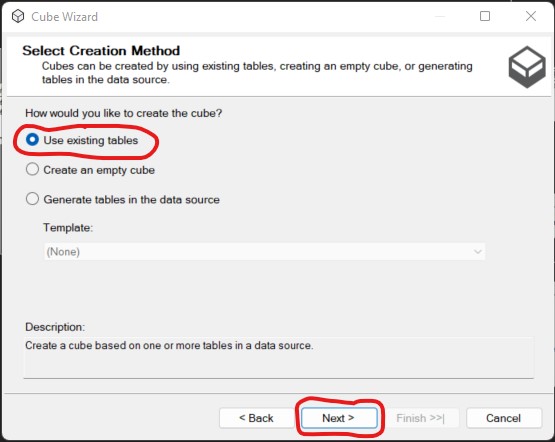 Cube Wizard
Select Creation Method
Cubes can be created by using existing tables, creating an empty cube, or generating
tables in the data source.
How would you like to create the cube?
Use existing tables
Create an empty cube
Generate tables in the data source
Template:
(None)
Description:
Create a cube based on one or more tables in a data source.
< Back Next > Finish >>| Cancel